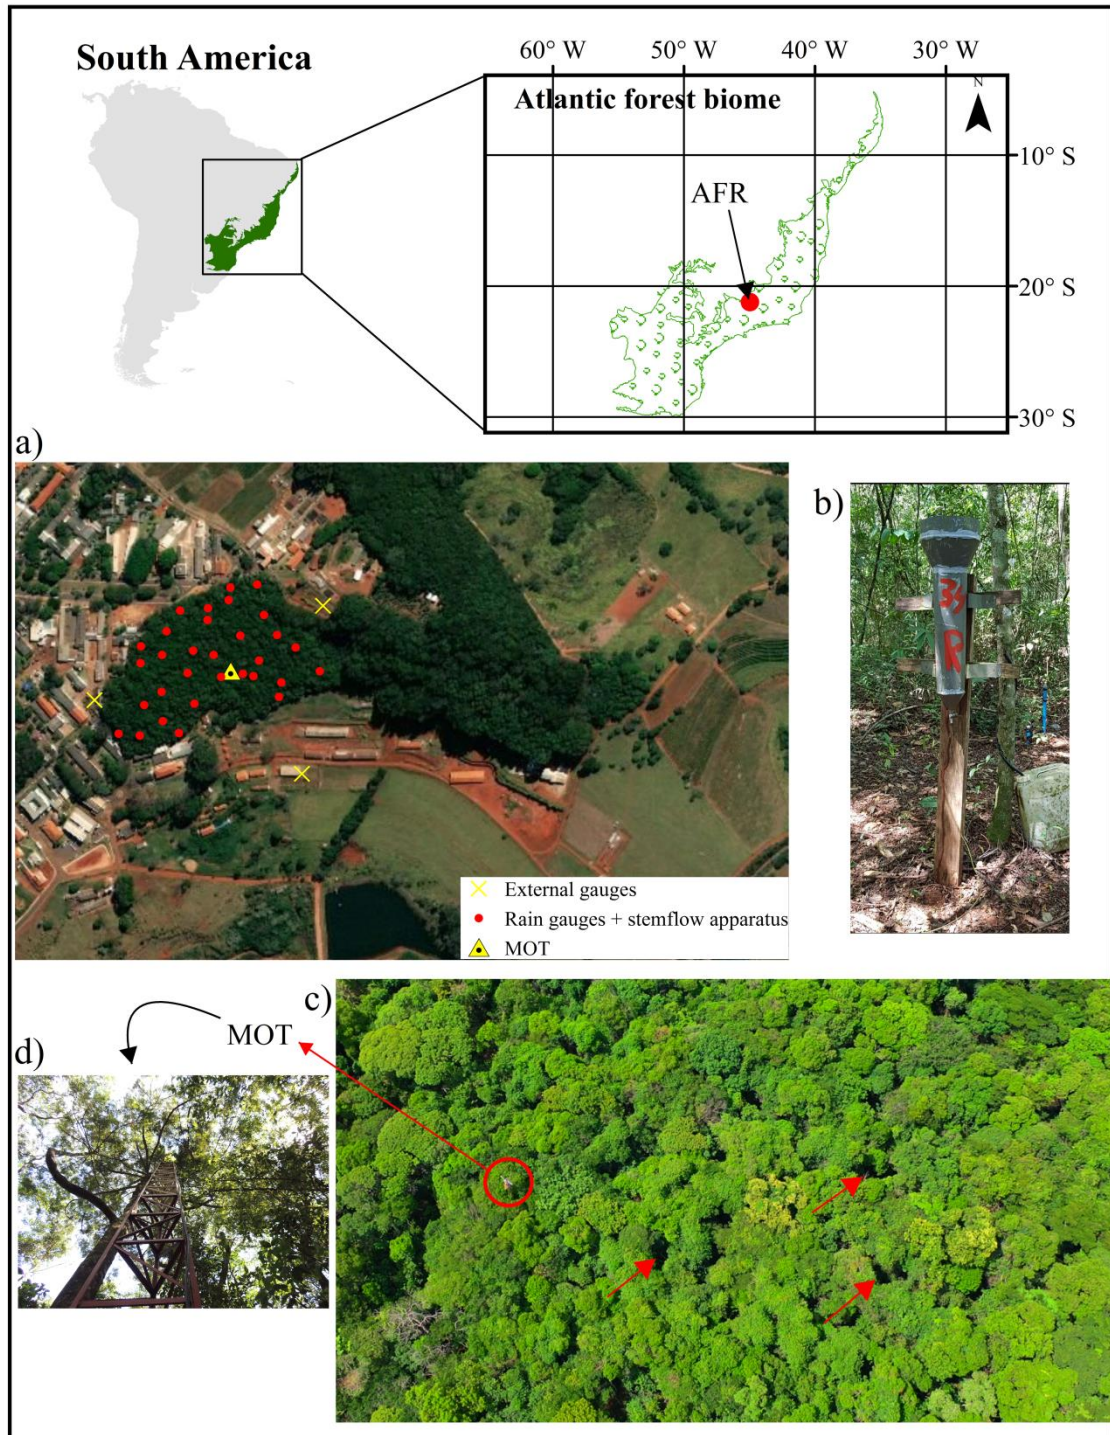 South America
60° W 50° W 40° W 30° W
Atlantic forest biome
N
10° S
AFR
20° S
30° S
a)
b)
34
R
External gauges
Rain gauges + stemflow apparatus
MOT
c)
MOT
d)